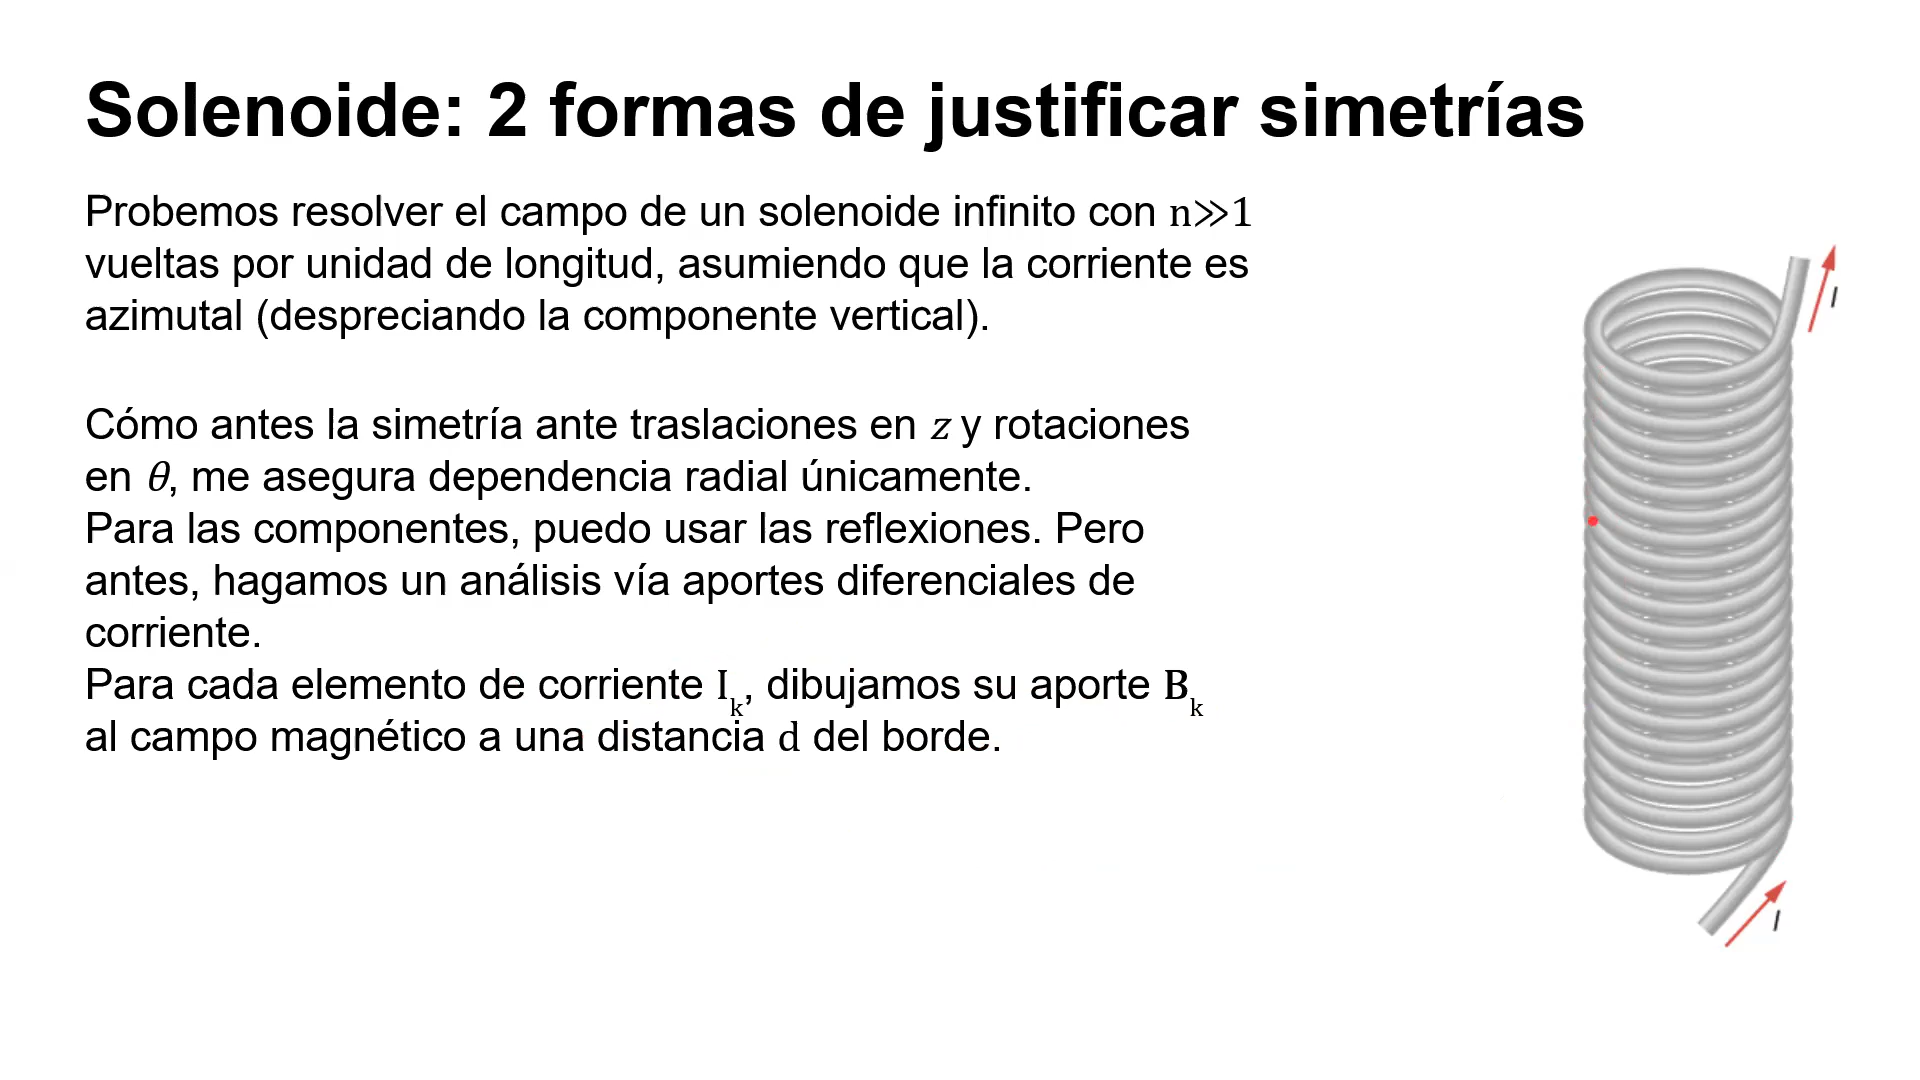 Solenoide: 2 formas de justificar simetrías
Probemos resolver el campo de un solenoide infinito con n≫1
vueltas por unidad de longitud, asumiendo que la corriente es
azimutal (despreciando la componente vertical).
Cómo antes la simetría ante traslaciones en z y rotaciones
en θ, me asegura dependencia radial únicamente.
Para las componentes, puedo usar las reflexiones. Pero
antes, hagamos un análisis vía aportes diferenciales de
corriente.
Para cada elemento de corriente I_k, dibujamos su aporte B_k
al campo magnético a una distancia d del borde.
I
I